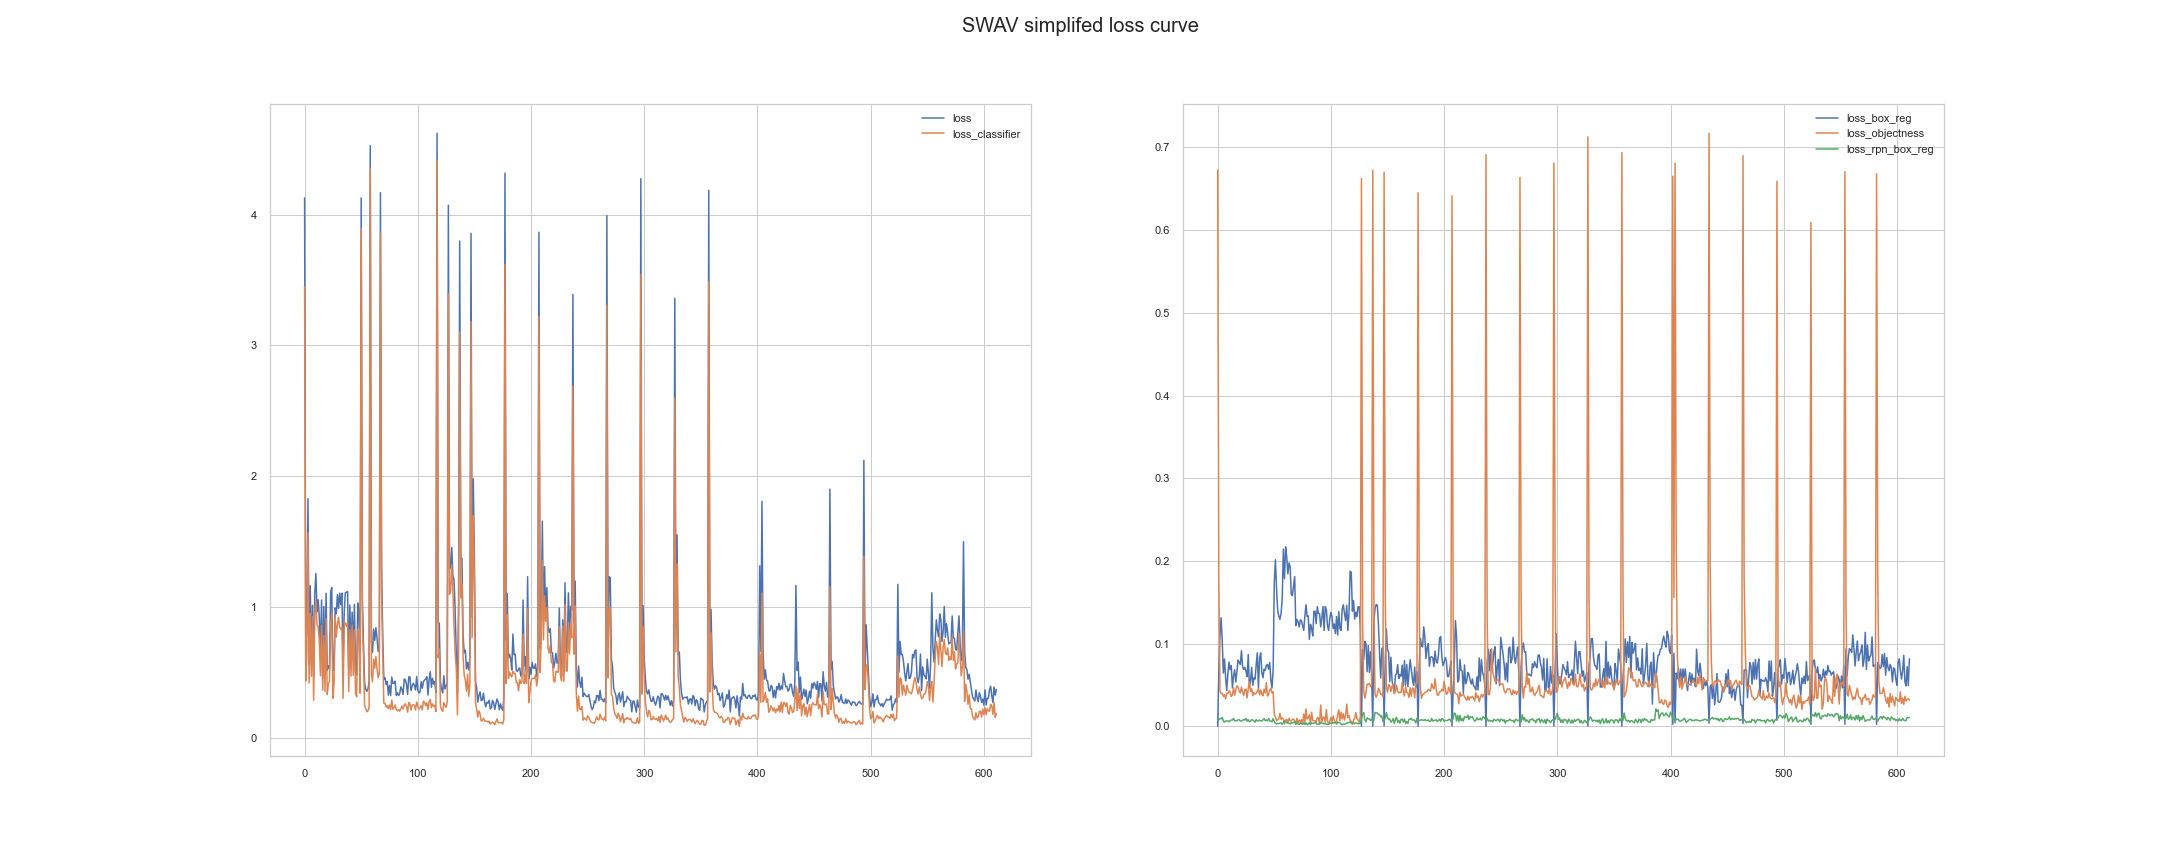 SWAV simplifed loss curve
loss
loss_classifier
4
3
2
1
0
0 100 200 300 400 500 600
loss_box_reg
loss_objectness
loss_rpn_box_reg
0.7
0.6
0.5
0.4
0.3
0.2
0.1
0.0
0 100 200 300 400 500 600